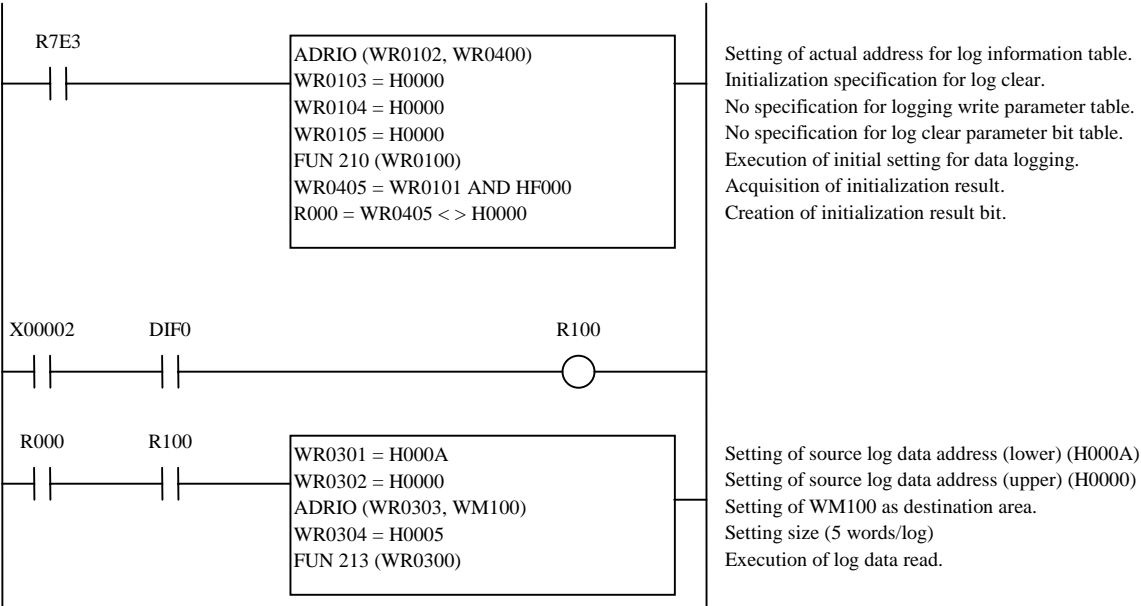 R7E3
ADRIO (WR0102, WR0400) Setting of actual address for log information table.
WR0103 = H0000 Initialization specification for log clear.
WR0104 = H0000 No specification for logging write parameter table.
WR0105 = H0000 No specification for log clear parameter bit table.
FUN 210 (WR0100) Execution of initial setting for data logging.
WR0405 = WR0101 AND HF000 Acquisition of initialization result.
R000 = WR0405 < > H0000 Creation of initialization result bit.
X00002 DIF0 R100
R000 R100
WR0301 = H000A Setting of source log data address (lower) (H000A)
WR0302 = H0000 Setting of source log data address (upper) (H0000)
ADRIO (WR0303, WM100) Setting of WM100 as destination area.
WR0304 = H0005 Setting size (5 words/log)
FUN 213 (WR0300) Execution of log data read.